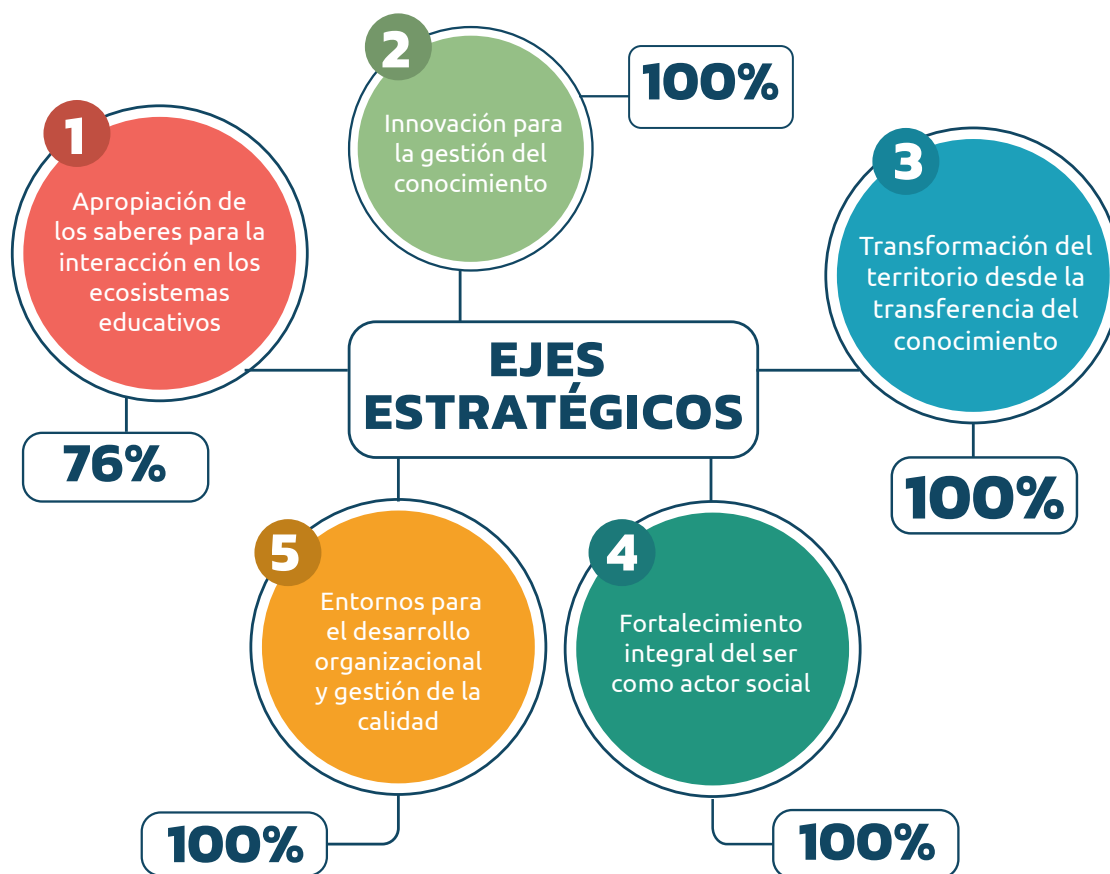 EJES
ESTRATÉGICOS
1
Apropiación de
los saberes para la
interacción en los
ecosistemas
educativos
76%
2
Innovación para
la gestión del
conocimiento
100%
3
Transformación del
territorio desde la
transferencia del
conocimiento
100%
4
Fortalecimiento
integral del ser
como actor social
100%
5
Entornos para
el desarrollo
organizacional
y gestión de la
calidad
100%